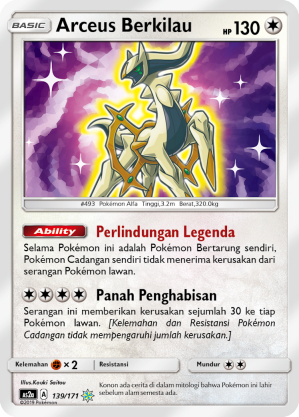 BASIC
Arceus Berkilau
HP 130
#493 Pokémon Alfa Tinggi,3.2m Berat,320.0kg
Ability Perlindungan Legenda
Selama Pokémon ini adalah Pokémon Bertarung sendiri,
Pokémon Cadangan sendiri tidak menerima kerusakan dari
serangan Pokémon lawan.
Panah Penghabisan
Serangan ini memberikan kerusakan sejumlah 30 ke tiap
Pokémon lawan. [Kelemahan dan Resistansi Pokémon
Cadangan tidak mempengaruhi jumlah kerusakan.]
Kelemahan ×2 Resistansi Mundur
Illus.Kouki Saitou
A 139/171
©2019 Pokémon
Konon ada cerita di dalam mitologi bahwa Pokémon ini lahir
sebelum alam semesta ada.